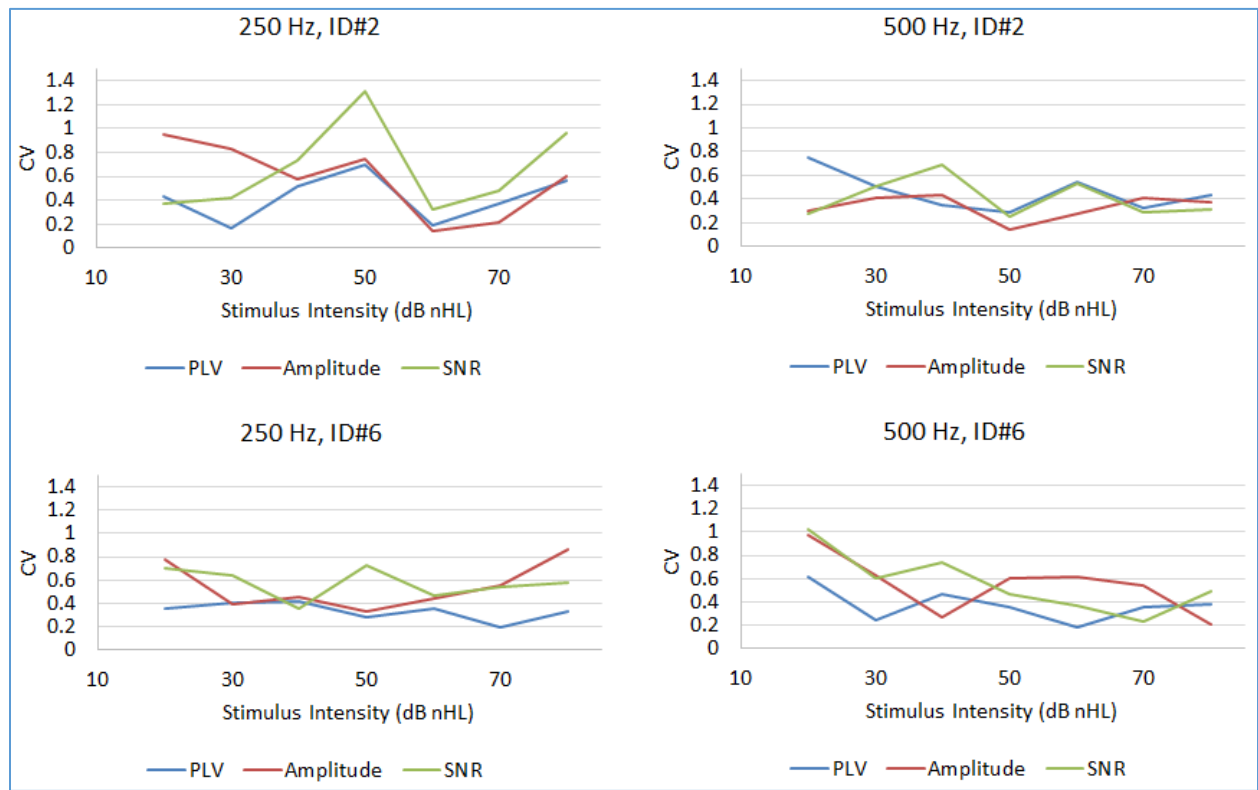 250 Hz, ID#2
CV
1.4
1.2
1
0.8
0.6
0.4
0.2
0
10 30 50 70
Stimulus Intensity (dB nHL)
PLV Amplitude SNR
500 Hz, ID#2
CV
1.4
1.2
1
0.8
0.6
0.4
0.2
0
10 30 50 70
Stimulus Intensity (dB nHL)
PLV Amplitude SNR
250 Hz, ID#6
CV
1.4
1.2
1
0.8
0.6
0.4
0.2
0
10 30 50 70
Stimulus Intensity (dB nHL)
PLV Amplitude SNR
500 Hz, ID#6
CV
1.4
1.2
1
0.8
0.6
0.4
0.2
0
10 30 50 70
Stimulus Intensity (dB nHL)
PLV Amplitude SNR